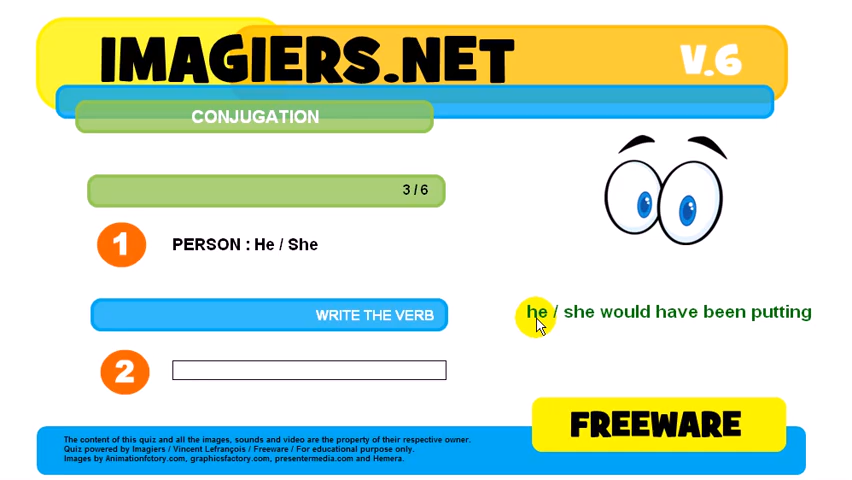 IMAGIERS.NET
V.6
CONJUGATION
3 / 6
1
PERSON : He / She
WRITE THE VERB
he / she would have been putting
2
FREEWARE
The content of this quiz and all the images, sounds and video are the property of their respective owner.
Quiz powered by Imagiers / Vincent Lefrançois / Freeware / For educational purpose only.
Images by Animationfctory.com, graphicsfactory.com, presentermedia.com and Hemera.